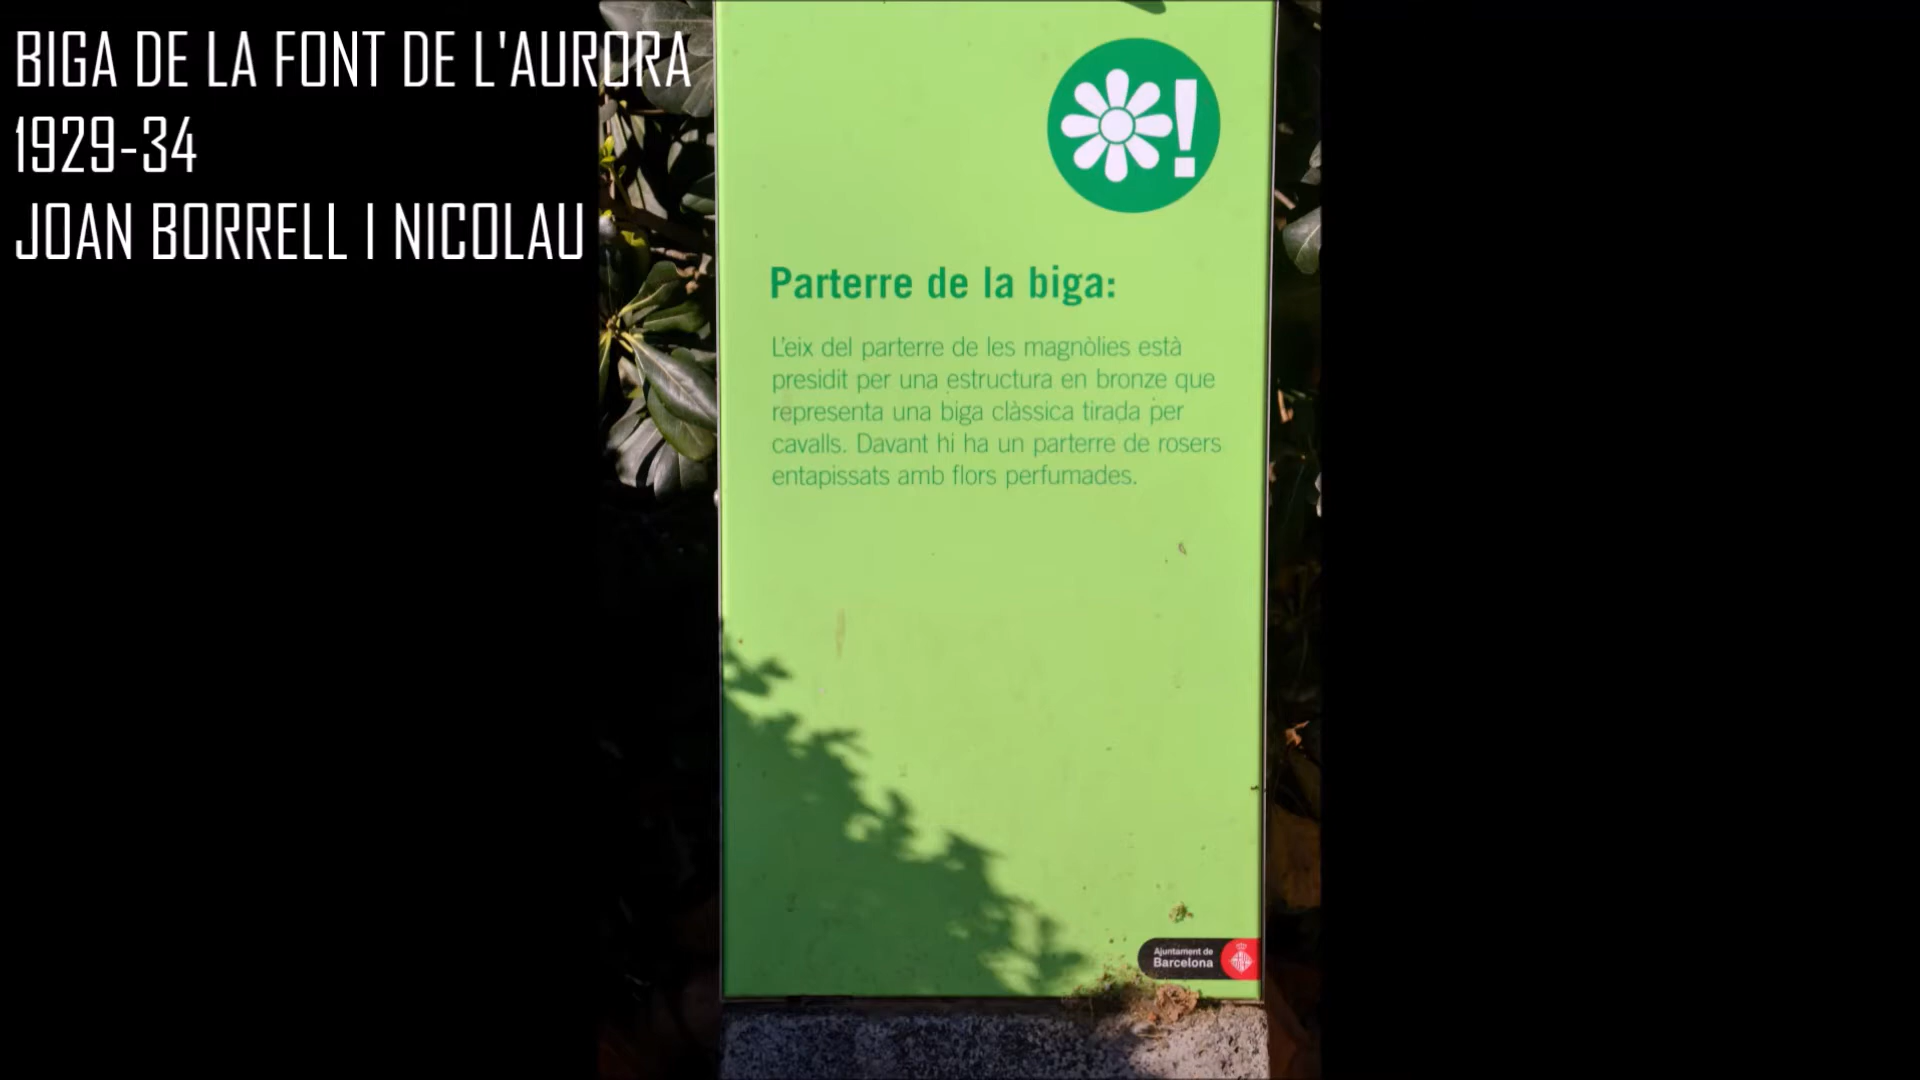 BIGA DE LA FONT DE L'AURORA
1929-34
JOAN BORRELL I NICOLAU
!
Parterre de la biga:
L'eix del parterre de les magnòlies està
presidit per una estructura en bronze que
representa una biga clàssica tirada per
cavalls. Davant hi ha un parterre de rosers
entapissats amb flors perfumades.
Ajuntament de
Barcelona